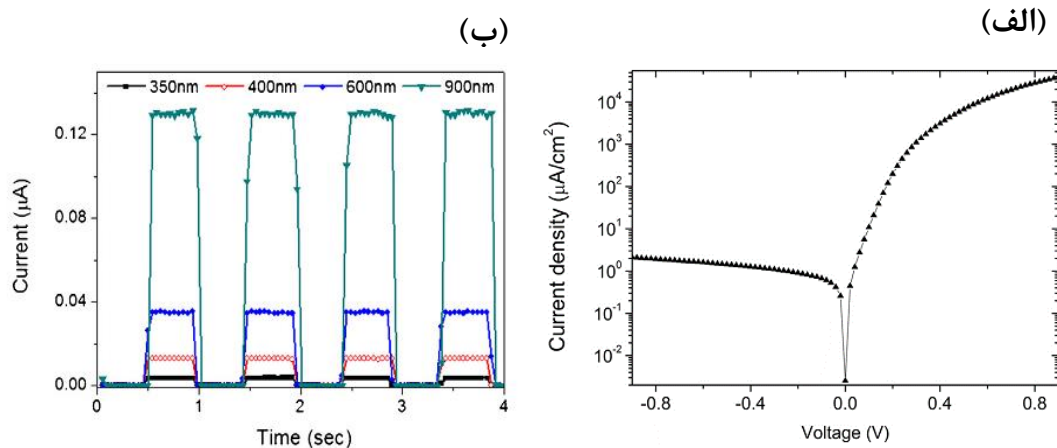 (الف)
(ب)
350nm 400nm 600nm 900nm
0.12
0.08
0.04
0.00
Current (μA)
0 1 2 3 4
Time (sec)
10⁴
10³
10²
10¹
10⁰
10⁻¹
10⁻²
Current density (μA/cm²)
-0.8 -0.4 0.0 0.4 0.8
Voltage (V)